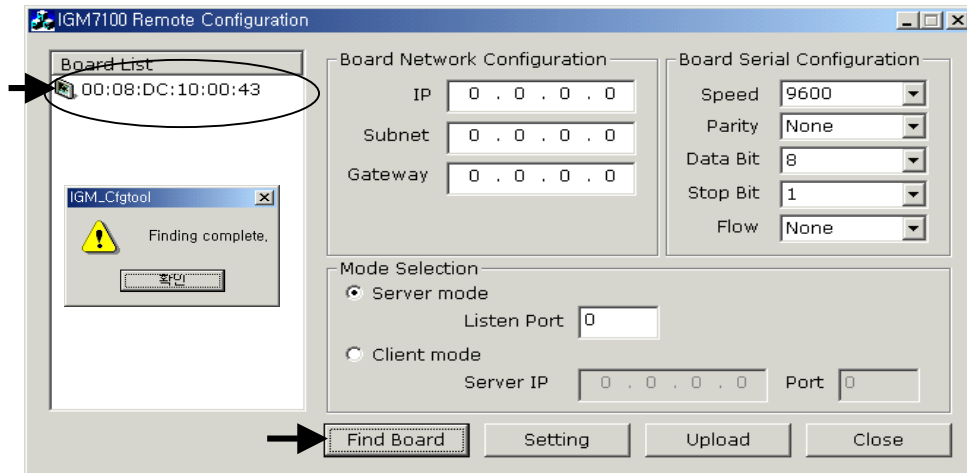 IGM7100 Remote Configuration
Board List
00:08:DC:10:00:43
IGM_Cfgtool
Finding complete,
확인
Board Network Configuration
IP 0 . 0 . 0 . 0
Subnet 0 . 0 . 0 . 0
Gateway 0 . 0 . 0 . 0
Board Serial Configuration
Speed 9600
Parity None
Data Bit 8
Stop Bit 1
Flow None
Mode Selection
Server mode
Listen Port 0
Client mode
Server IP 0 . 0 . 0 . 0 Port 0
Find Board Setting Upload Close